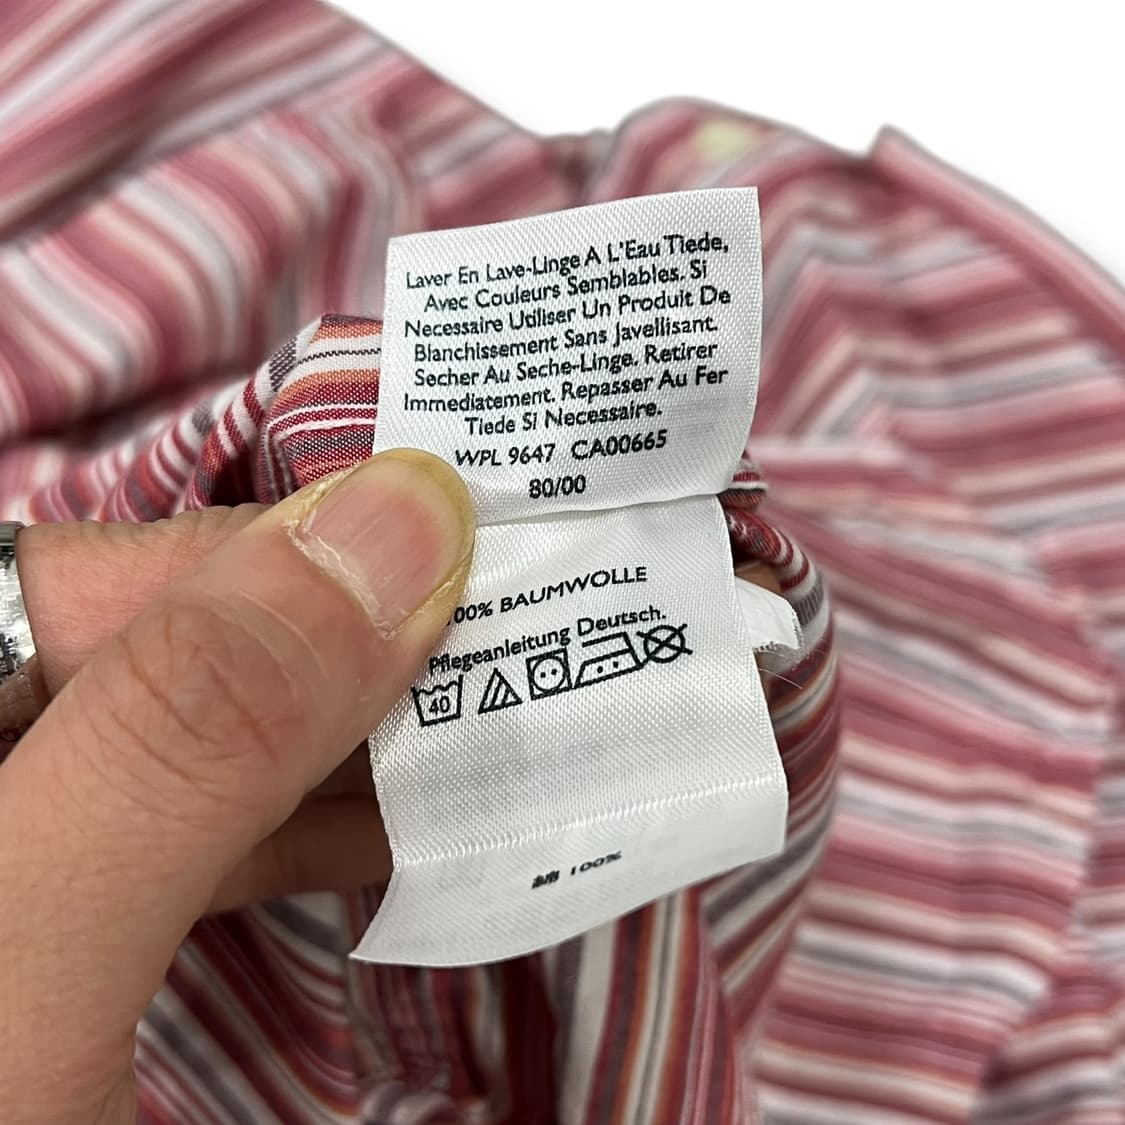 Laver En Lave-Linge A L'Eau Tiede,
Avec Couleurs Semblables. Si
Necessaire Utiliser Un Produit De
Blanchissement Sans Javellisant.
Secher Au Seche-Linge. Retirer
Immediatement. Repasser Au Fer
Tiede Si Necessaire.
WPL 9647 CA00665
80/00
00% BAUMWOLLE
Pflegeanleitung Deutsch.
40
綿 100%